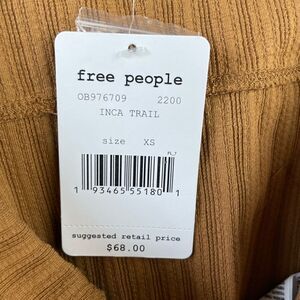 free people
OB976709 2200
INCA TRAIL
size XS
1 93465 55180 1
suggested retail price
$68.00